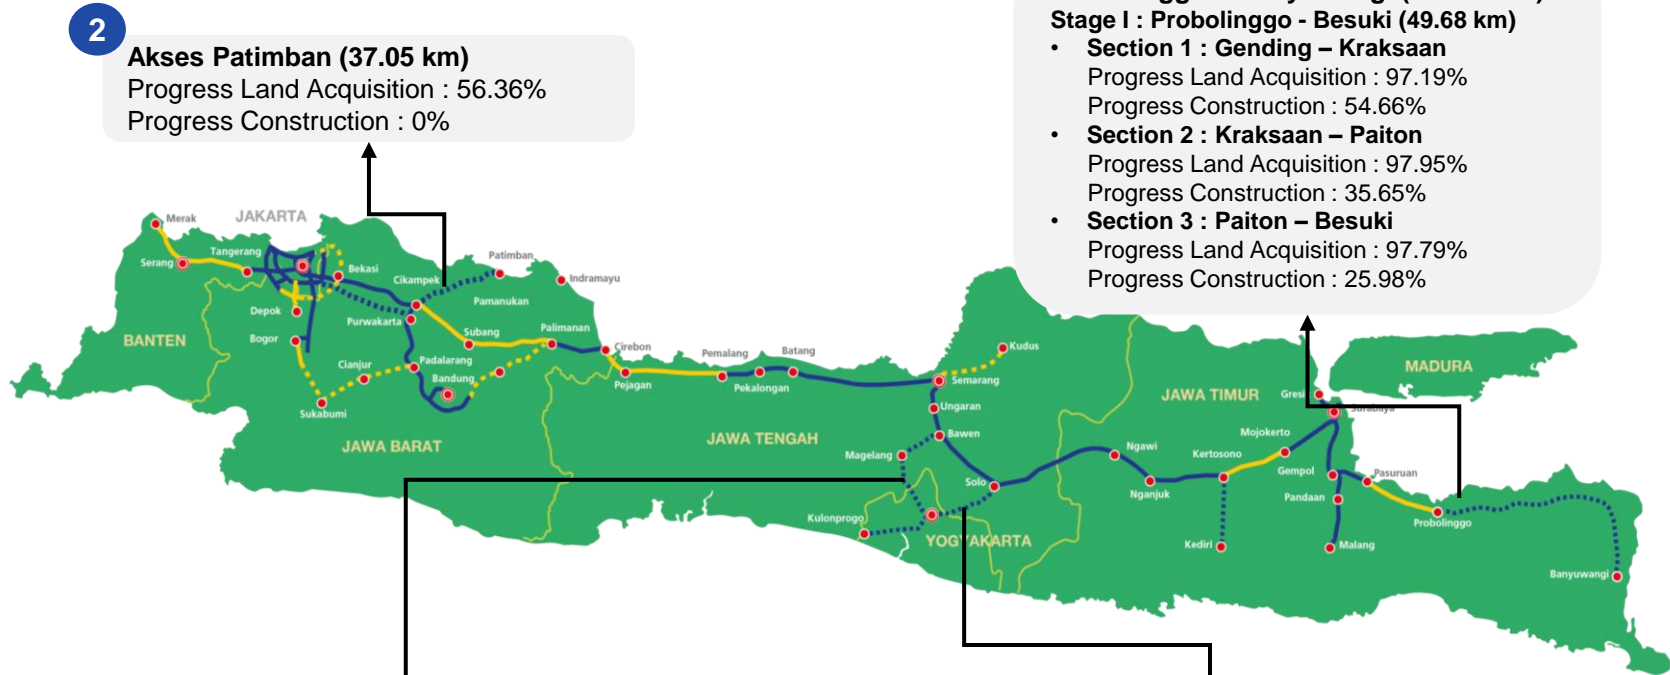 2
Akses Patimban (37.05 km)
Progress Land Acquisition : 56.36%
Progress Construction : 0%
Stage I : Probolinggo - Besuki (49.68 km)
• Section 1 : Gending – Kraksaan
Progress Land Acquisition : 97.19%
Progress Construction : 54.66%
• Section 2 : Kraksaan – Paiton
Progress Land Acquisition : 97.95%
Progress Construction : 35.65%
• Section 3 : Paiton – Besuki
Progress Land Acquisition : 97.79%
Progress Construction : 25.98%
Merak
JAKARTA
Tangerang
Serang
Bekasi
Cikampek
Patimban
Indramayu
Depok
Pamanukan
Purwakarta
BANTEN
Bogor
Subang
Palimanan
Cianjur
Padalarang
Bandung
Cirebon
Pejagan
Pemalang
Batang
Pekalongan
Kudus
Semarang
Sukabumi
JAWA BARAT
JAWA TENGAH
Ungaran
Bawen
Magelang
Solo
Kulonprogo
YOGYAKARTA
JAWA TIMUR
MADURA
Gresik
Surabaya
Mojokerto
Ngawi
Kertosono
Nganjuk
Gempol
Pasuruan
Pandaan
Probolinggo
Kediri
Malang
Banyuwangi